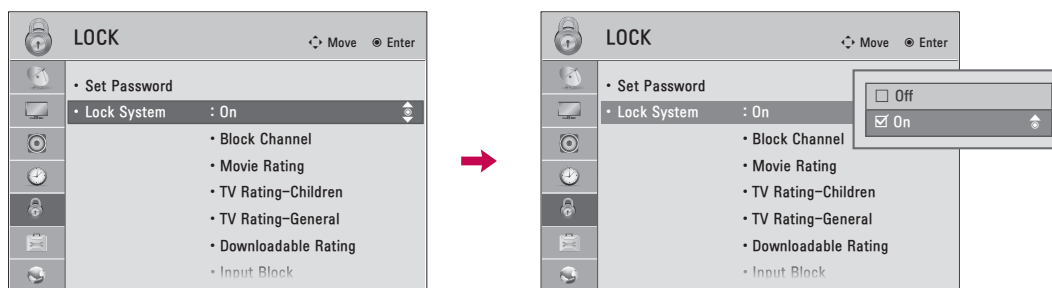 LOCK
Move Enter
• Set Password
• Lock System : On
• Block Channel
• Movie Rating
• TV Rating-Children
• TV Rating-General
• Downloadable Rating
• Input Block
LOCK
Move Enter
• Set Password
• Lock System : On
Off
On
• Block Channel
• Movie Rating
• TV Rating-Children
• TV Rating-General
• Downloadable Rating
• Input Block